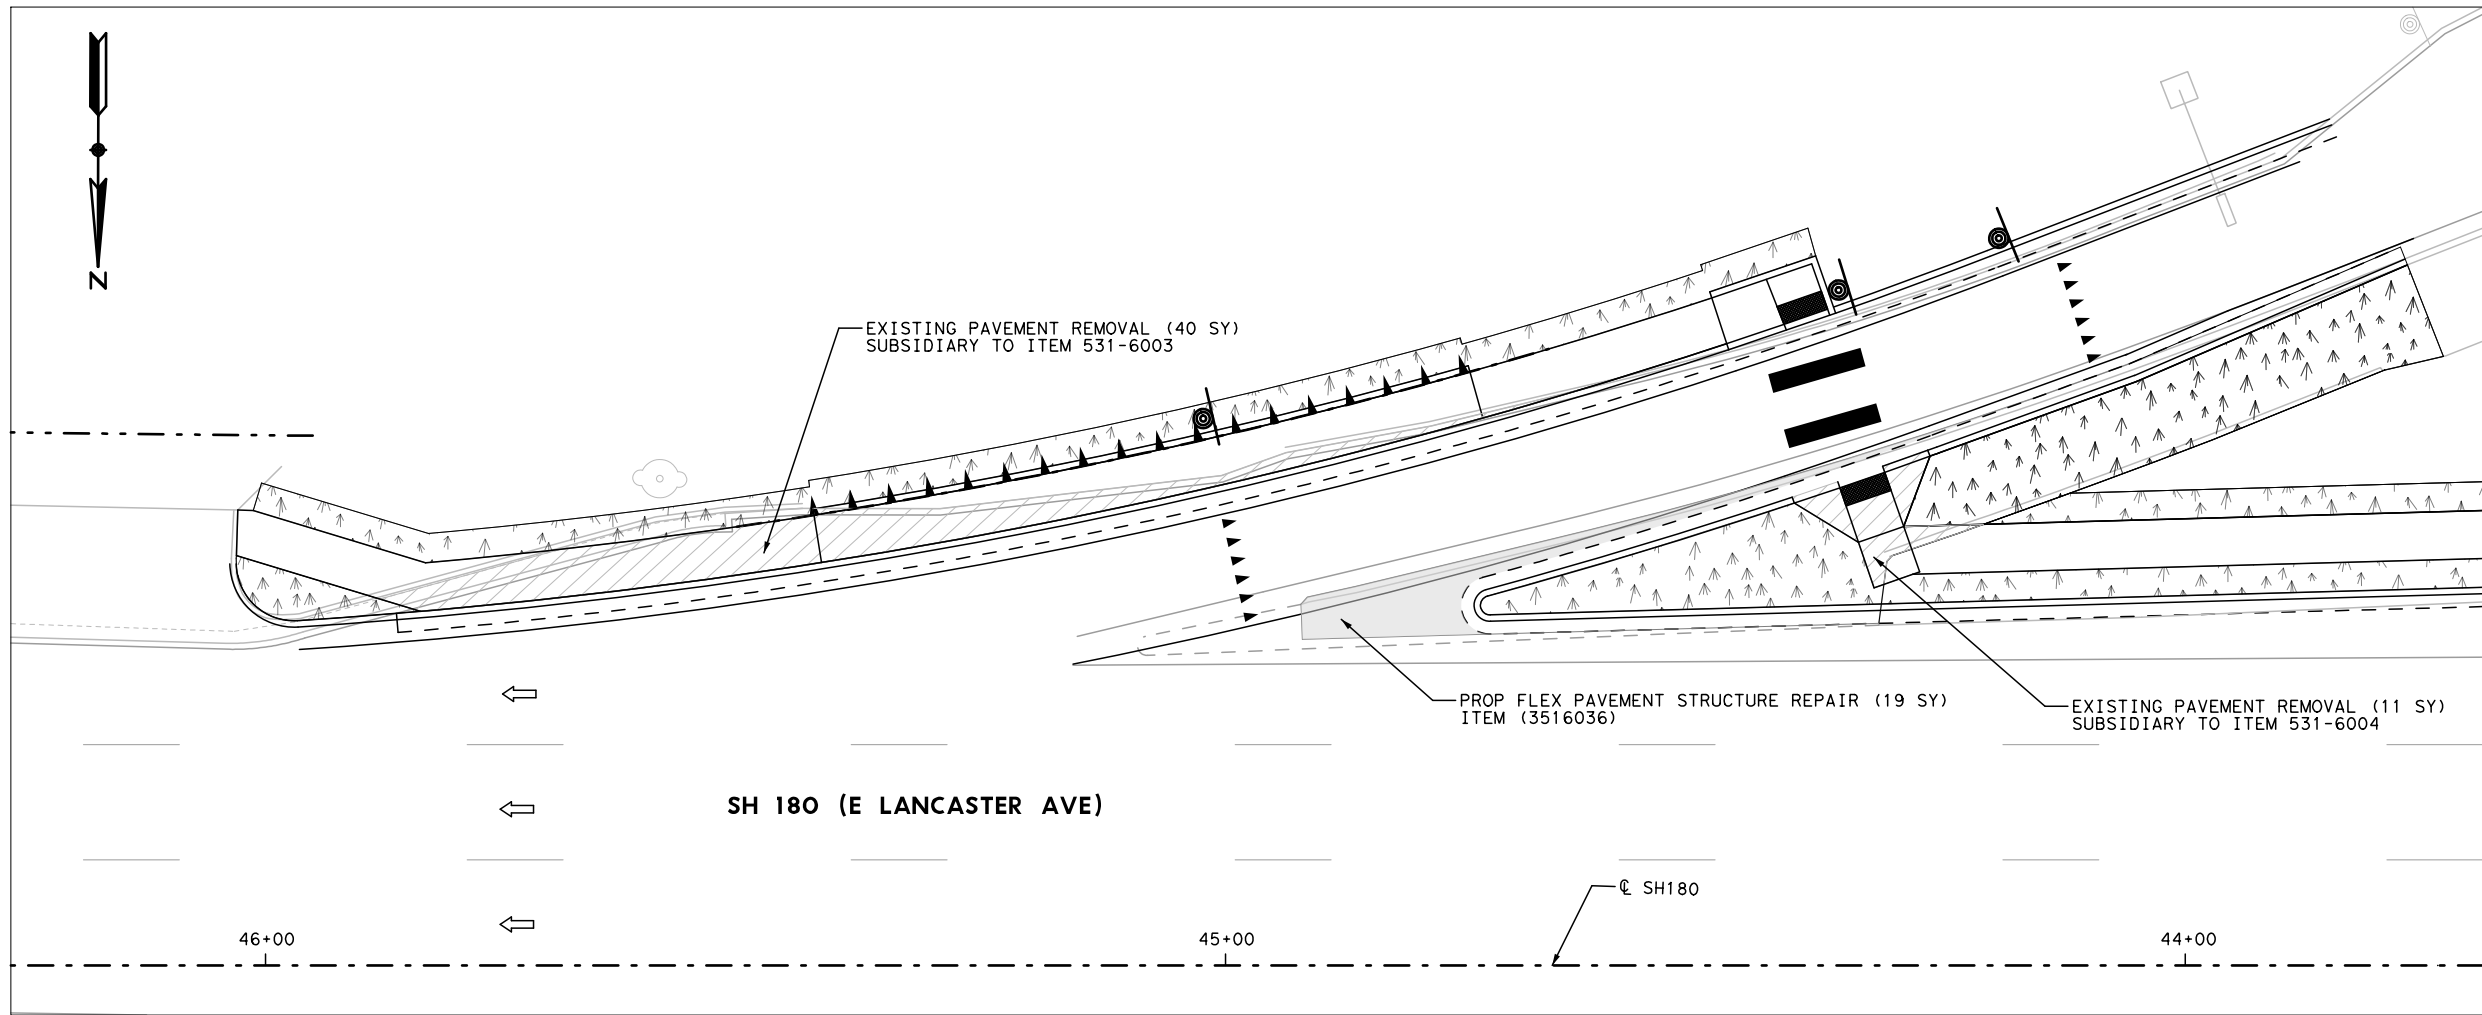 N
EXISTING PAVEMENT REMOVAL (40 SY)
SUBSIDIARY TO ITEM 531-6003
PROP FLEX PAVEMENT STRUCTURE REPAIR (19 SY)
ITEM (3516036)
EXISTING PAVEMENT REMOVAL (11 SY)
SUBSIDIARY TO ITEM 531-6004
SH 180 (E LANCASTER AVE)
℄ SH180
46+00
45+00
44+00